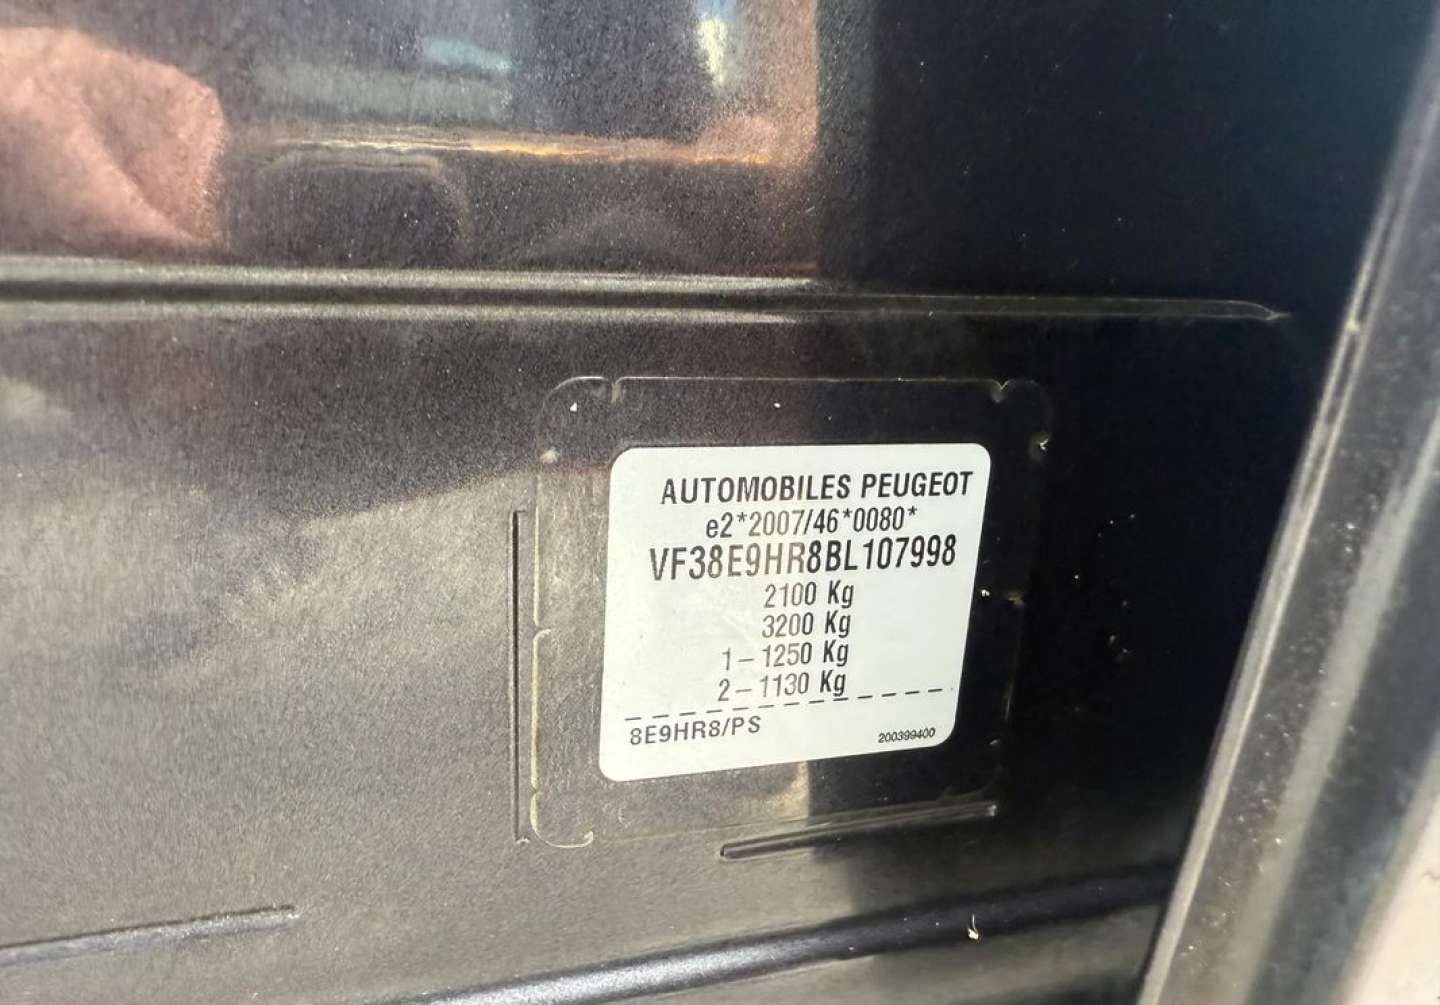 AUTOMOBILES PEUGEOT
e2*2007/46*0080*
VF38E9HR8BL107998
2100 Kg
3200 Kg
1-1250 Kg
2-1130 Kg
8E9HR8/PS
200399400